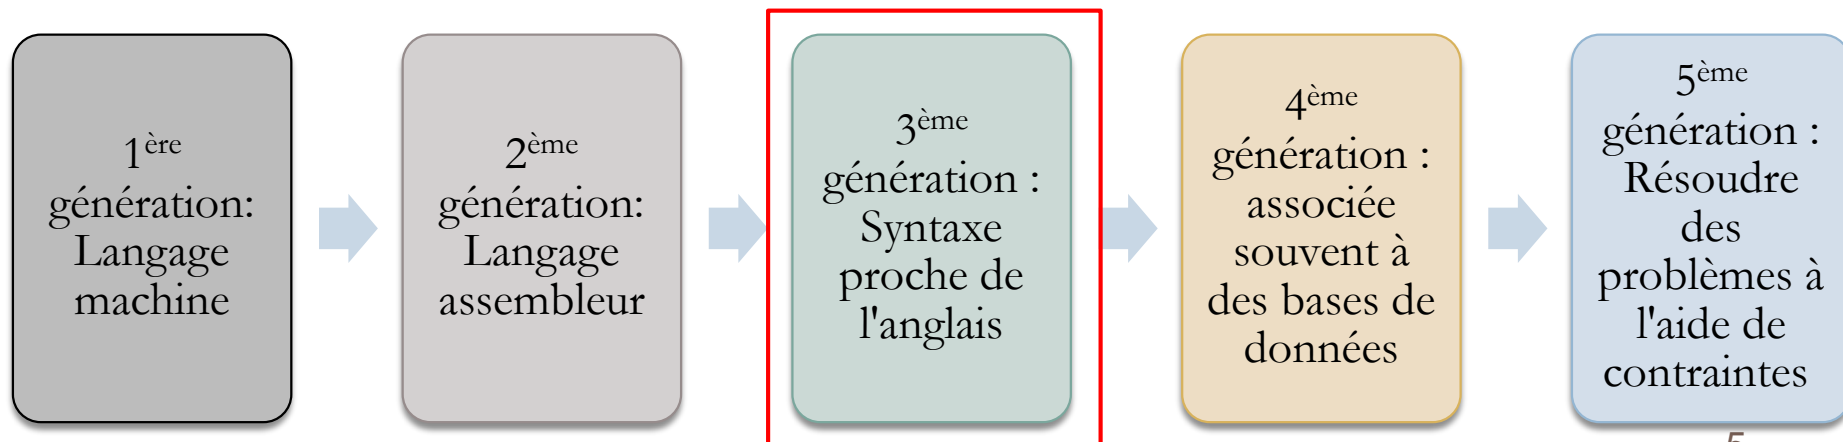 1ère
génération:
Langage
machine
2ème
génération:
Langage
assembleur
3ème
génération :
Syntaxe
proche de
l'anglais
4ème
génération :
associée
souvent à
des bases de
données
5ème
génération :
Résoudre
des
problèmes à
l'aide de
contraintes